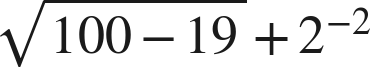 √(100 − 19) + 2⁻²